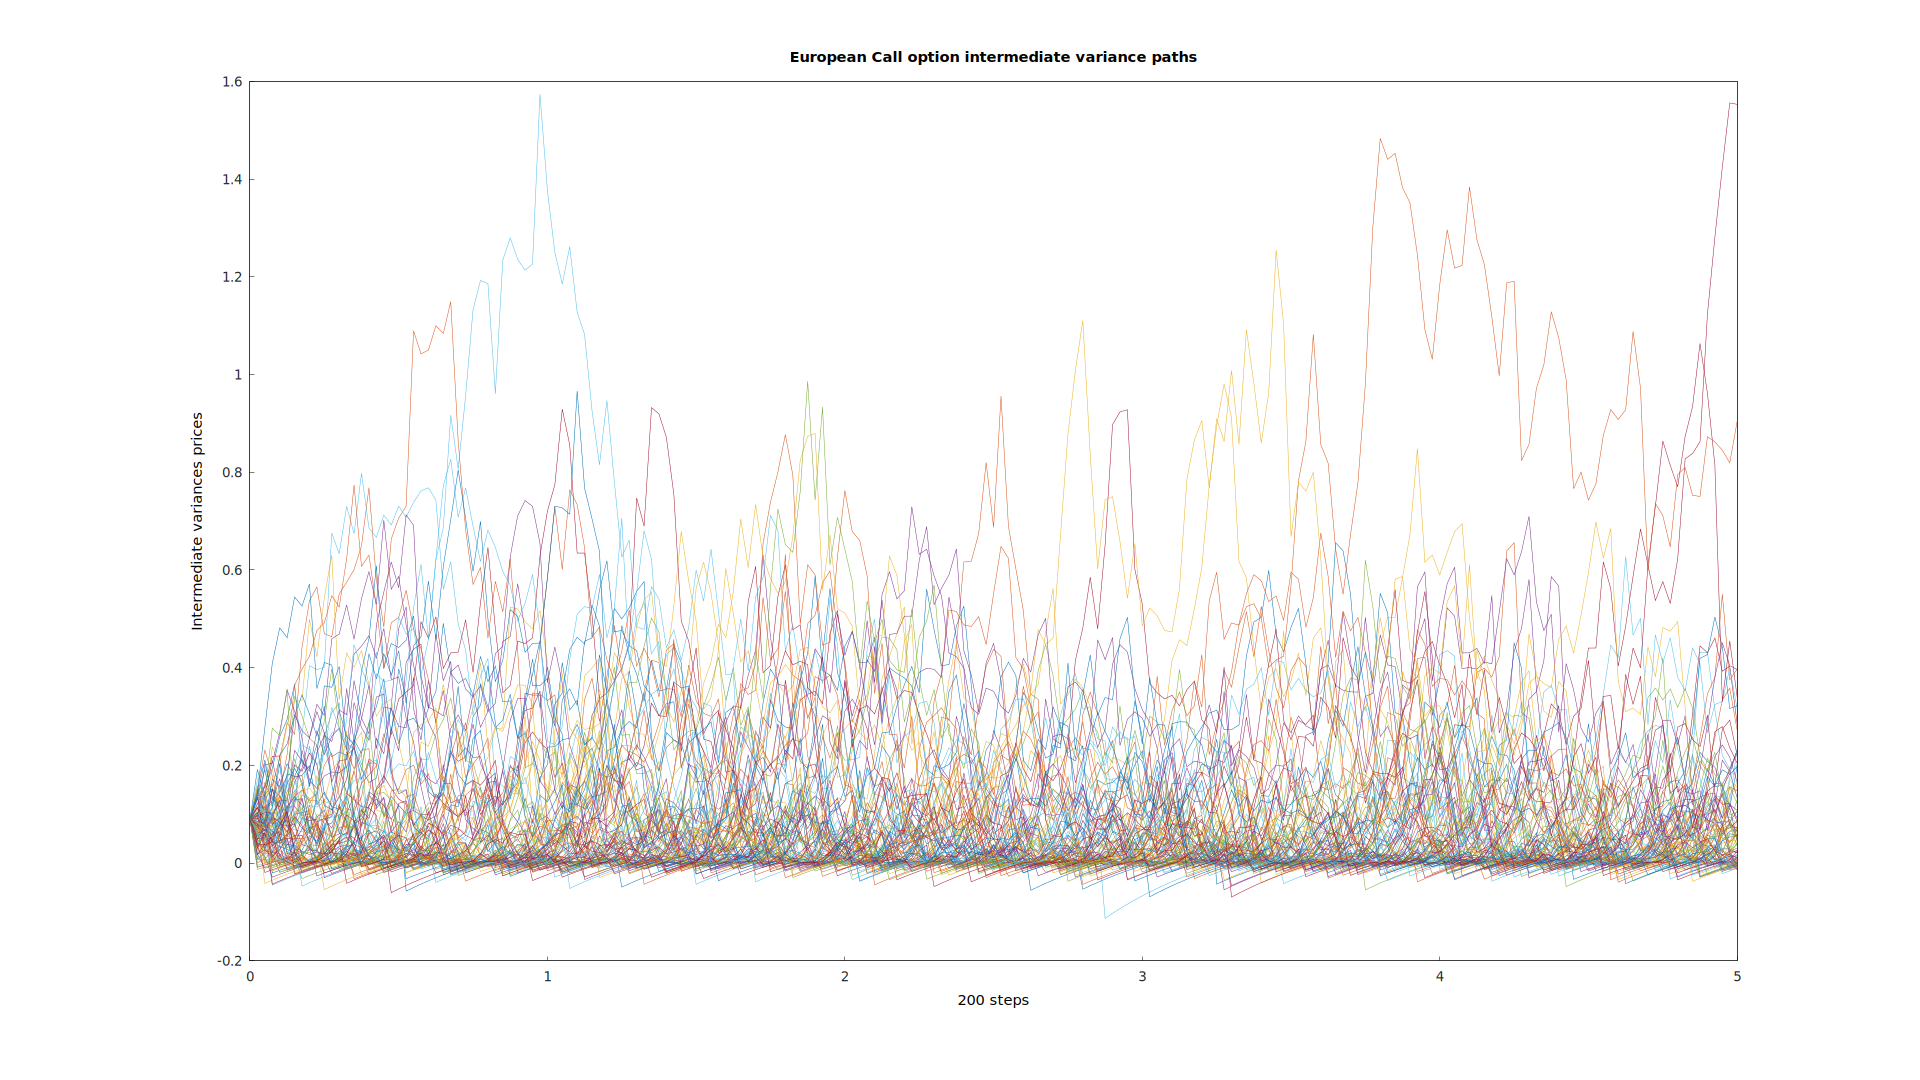 European Call option intermediate variance paths
1.6
1.4
1.2
1
0.8
0.6
0.4
0.2
0
-0.2
Intermediate variances prices
0 1 2 3 4 5
200 steps